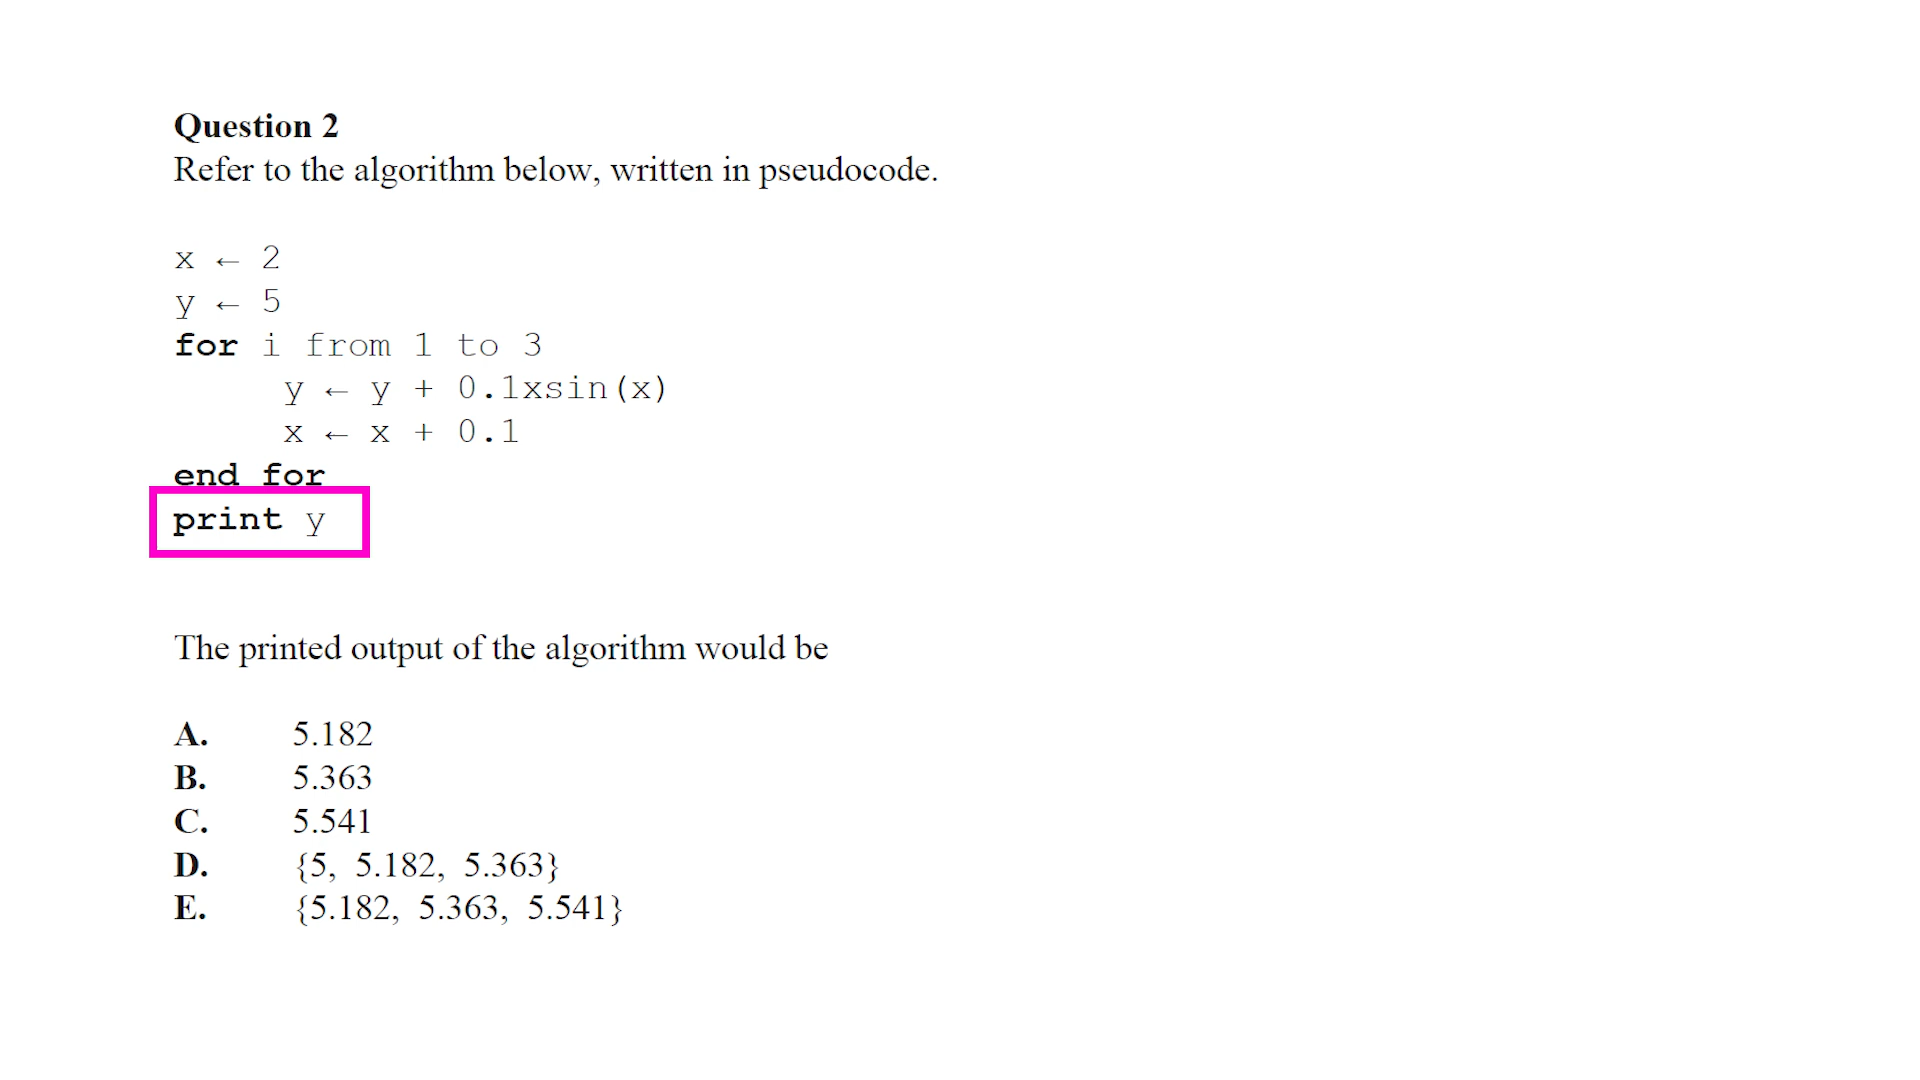 Question 2
Refer to the algorithm below, written in pseudocode.
x ← 2
y ← 5
for i from 1 to 3
y ← y + 0.1xsin(x)
x ← x + 0.1
end for
print y
The printed output of the algorithm would be
A. 5.182
B. 5.363
C. 5.541
D. {5, 5.182, 5.363}
E. {5.182, 5.363, 5.541}